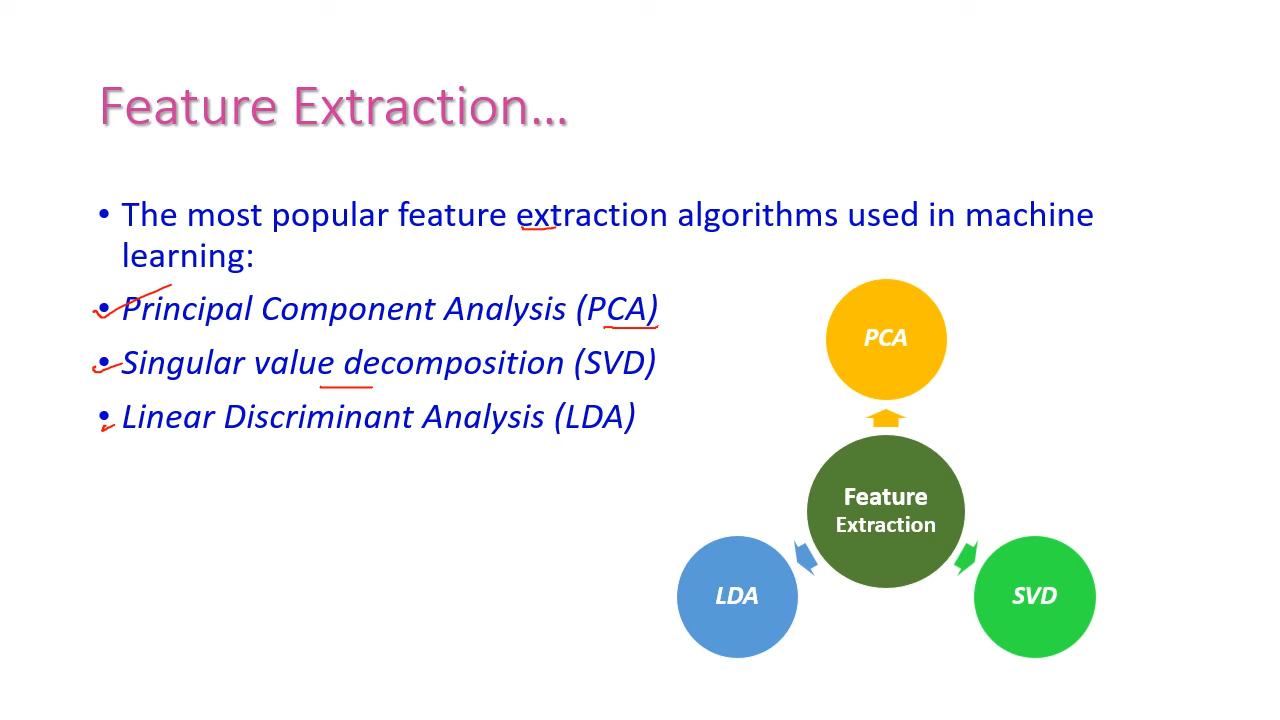 Feature Extraction...
• The most popular feature extraction algorithms used in machine
learning:
• Principal Component Analysis (PCA)
• Singular value decomposition (SVD)
• Linear Discriminant Analysis (LDA)
PCA
Feature
Extraction
LDA
SVD